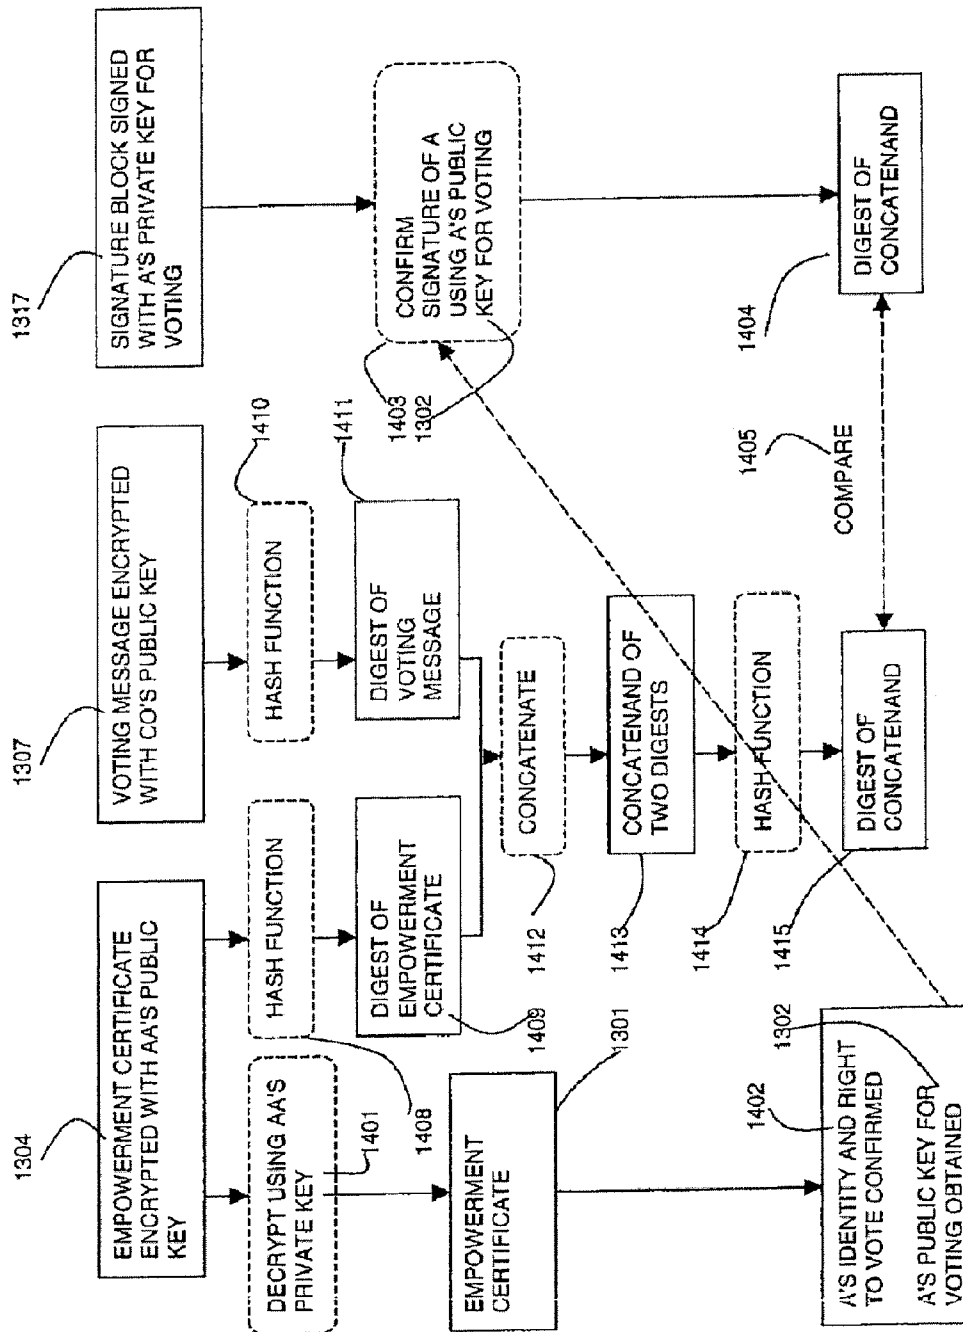 1304
EMPOWERMENT CERTIFICATE
ENCRYPTED WITH AA'S PUBLIC
KEY
1307
VOTING MESSAGE ENCRYPTED
WITH CO'S PUBLIC KEY
1317
SIGNATURE BLOCK SIGNED
WITH A'S PRIVATE KEY FOR
VOTING
DECRYPT USING AA'S
PRIVATE KEY
1401
HASH FUNCTION
1408
HASH FUNCTION
1410
EMPOWERMENT
CERTIFICATE
1301
DIGEST OF
EMPOWERMENT
CERTIFICATE
1409
DIGEST OF
VOTING
MESSAGE
1411
CONFIRM
SIGNATURE OF A
USING A'S PUBLIC
KEY FOR VOTING
1403
1302
CONCATENATE
1412
CONCATENAND OF
TWO DIGESTS
1413
HASH FUNCTION
1414
1402
A'S IDENTITY AND RIGHT
TO VOTE CONFIRMED
1302
A'S PUBLIC KEY FOR
VOTING OBTAINED
DIGEST OF
CONCATENAND
1415
1405
COMPARE
1404
DIGEST OF
CONCATENAND